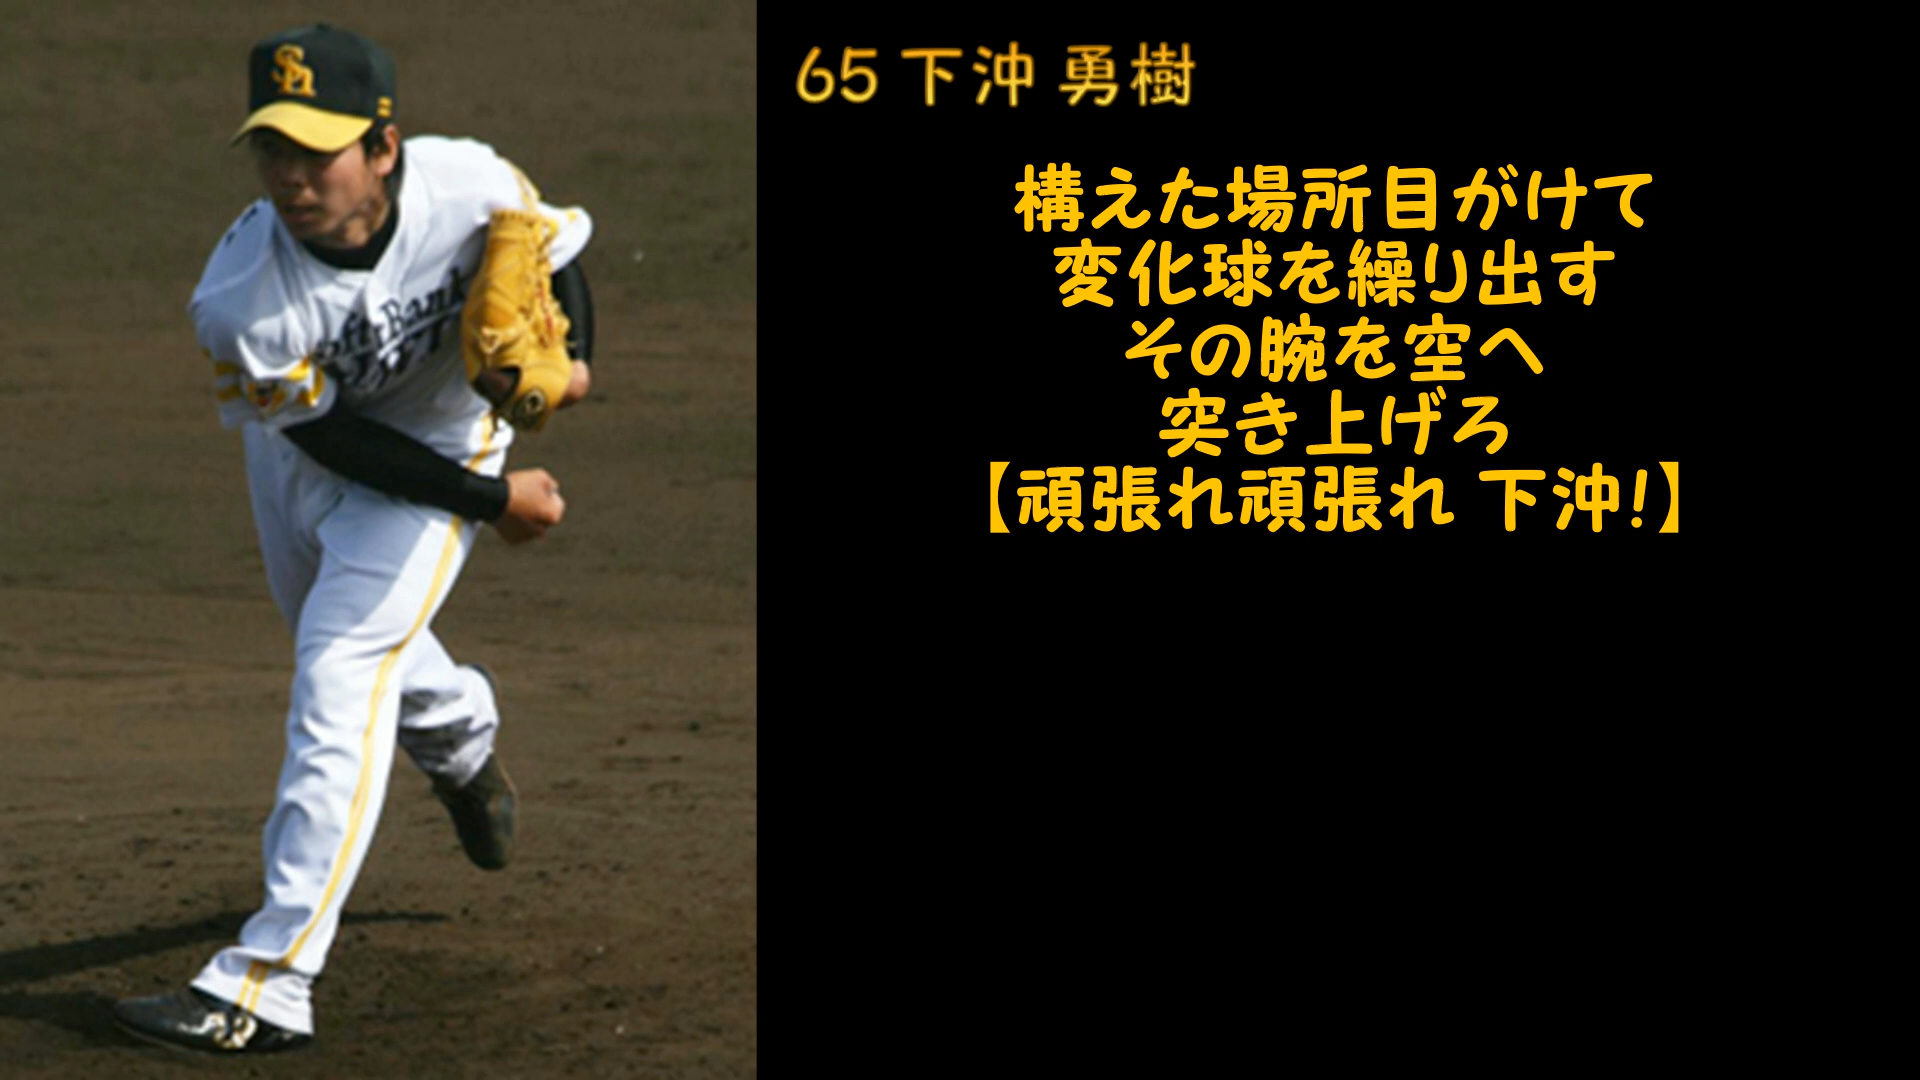 65 下沖 勇樹
構えた場所目がけて
変化球を繰り出す
その腕を空へ
突き上げろ
【頑張れ頑張れ 下沖!】
SoftBank